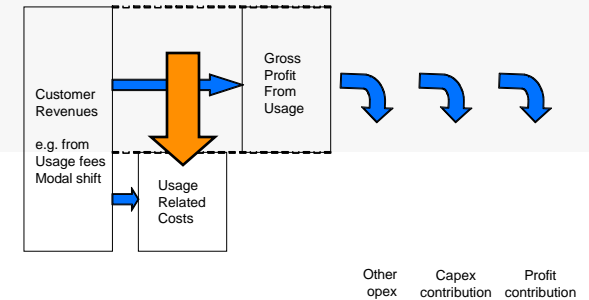 Customer
Revenues
e.g. from
Usage fees
Modal shift
Gross
Profit
From
Usage
Usage
Related
Costs
Other
opex
Capex
contribution
Profit
contribution